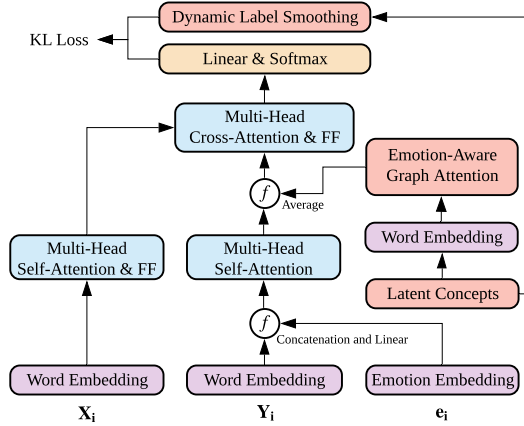 Dynamic Label Smoothing
KL Loss
Linear & Softmax
Multi-Head
Cross-Attention & FF
Emotion-Aware
Graph Attention
f
Average
Word Embedding
Multi-Head
Self-Attention & FF
Multi-Head
Self-Attention
Latent Concepts
f
Concatenation and Linear
Word Embedding
Word Embedding
Emotion Embedding
Xi
Yi
ei